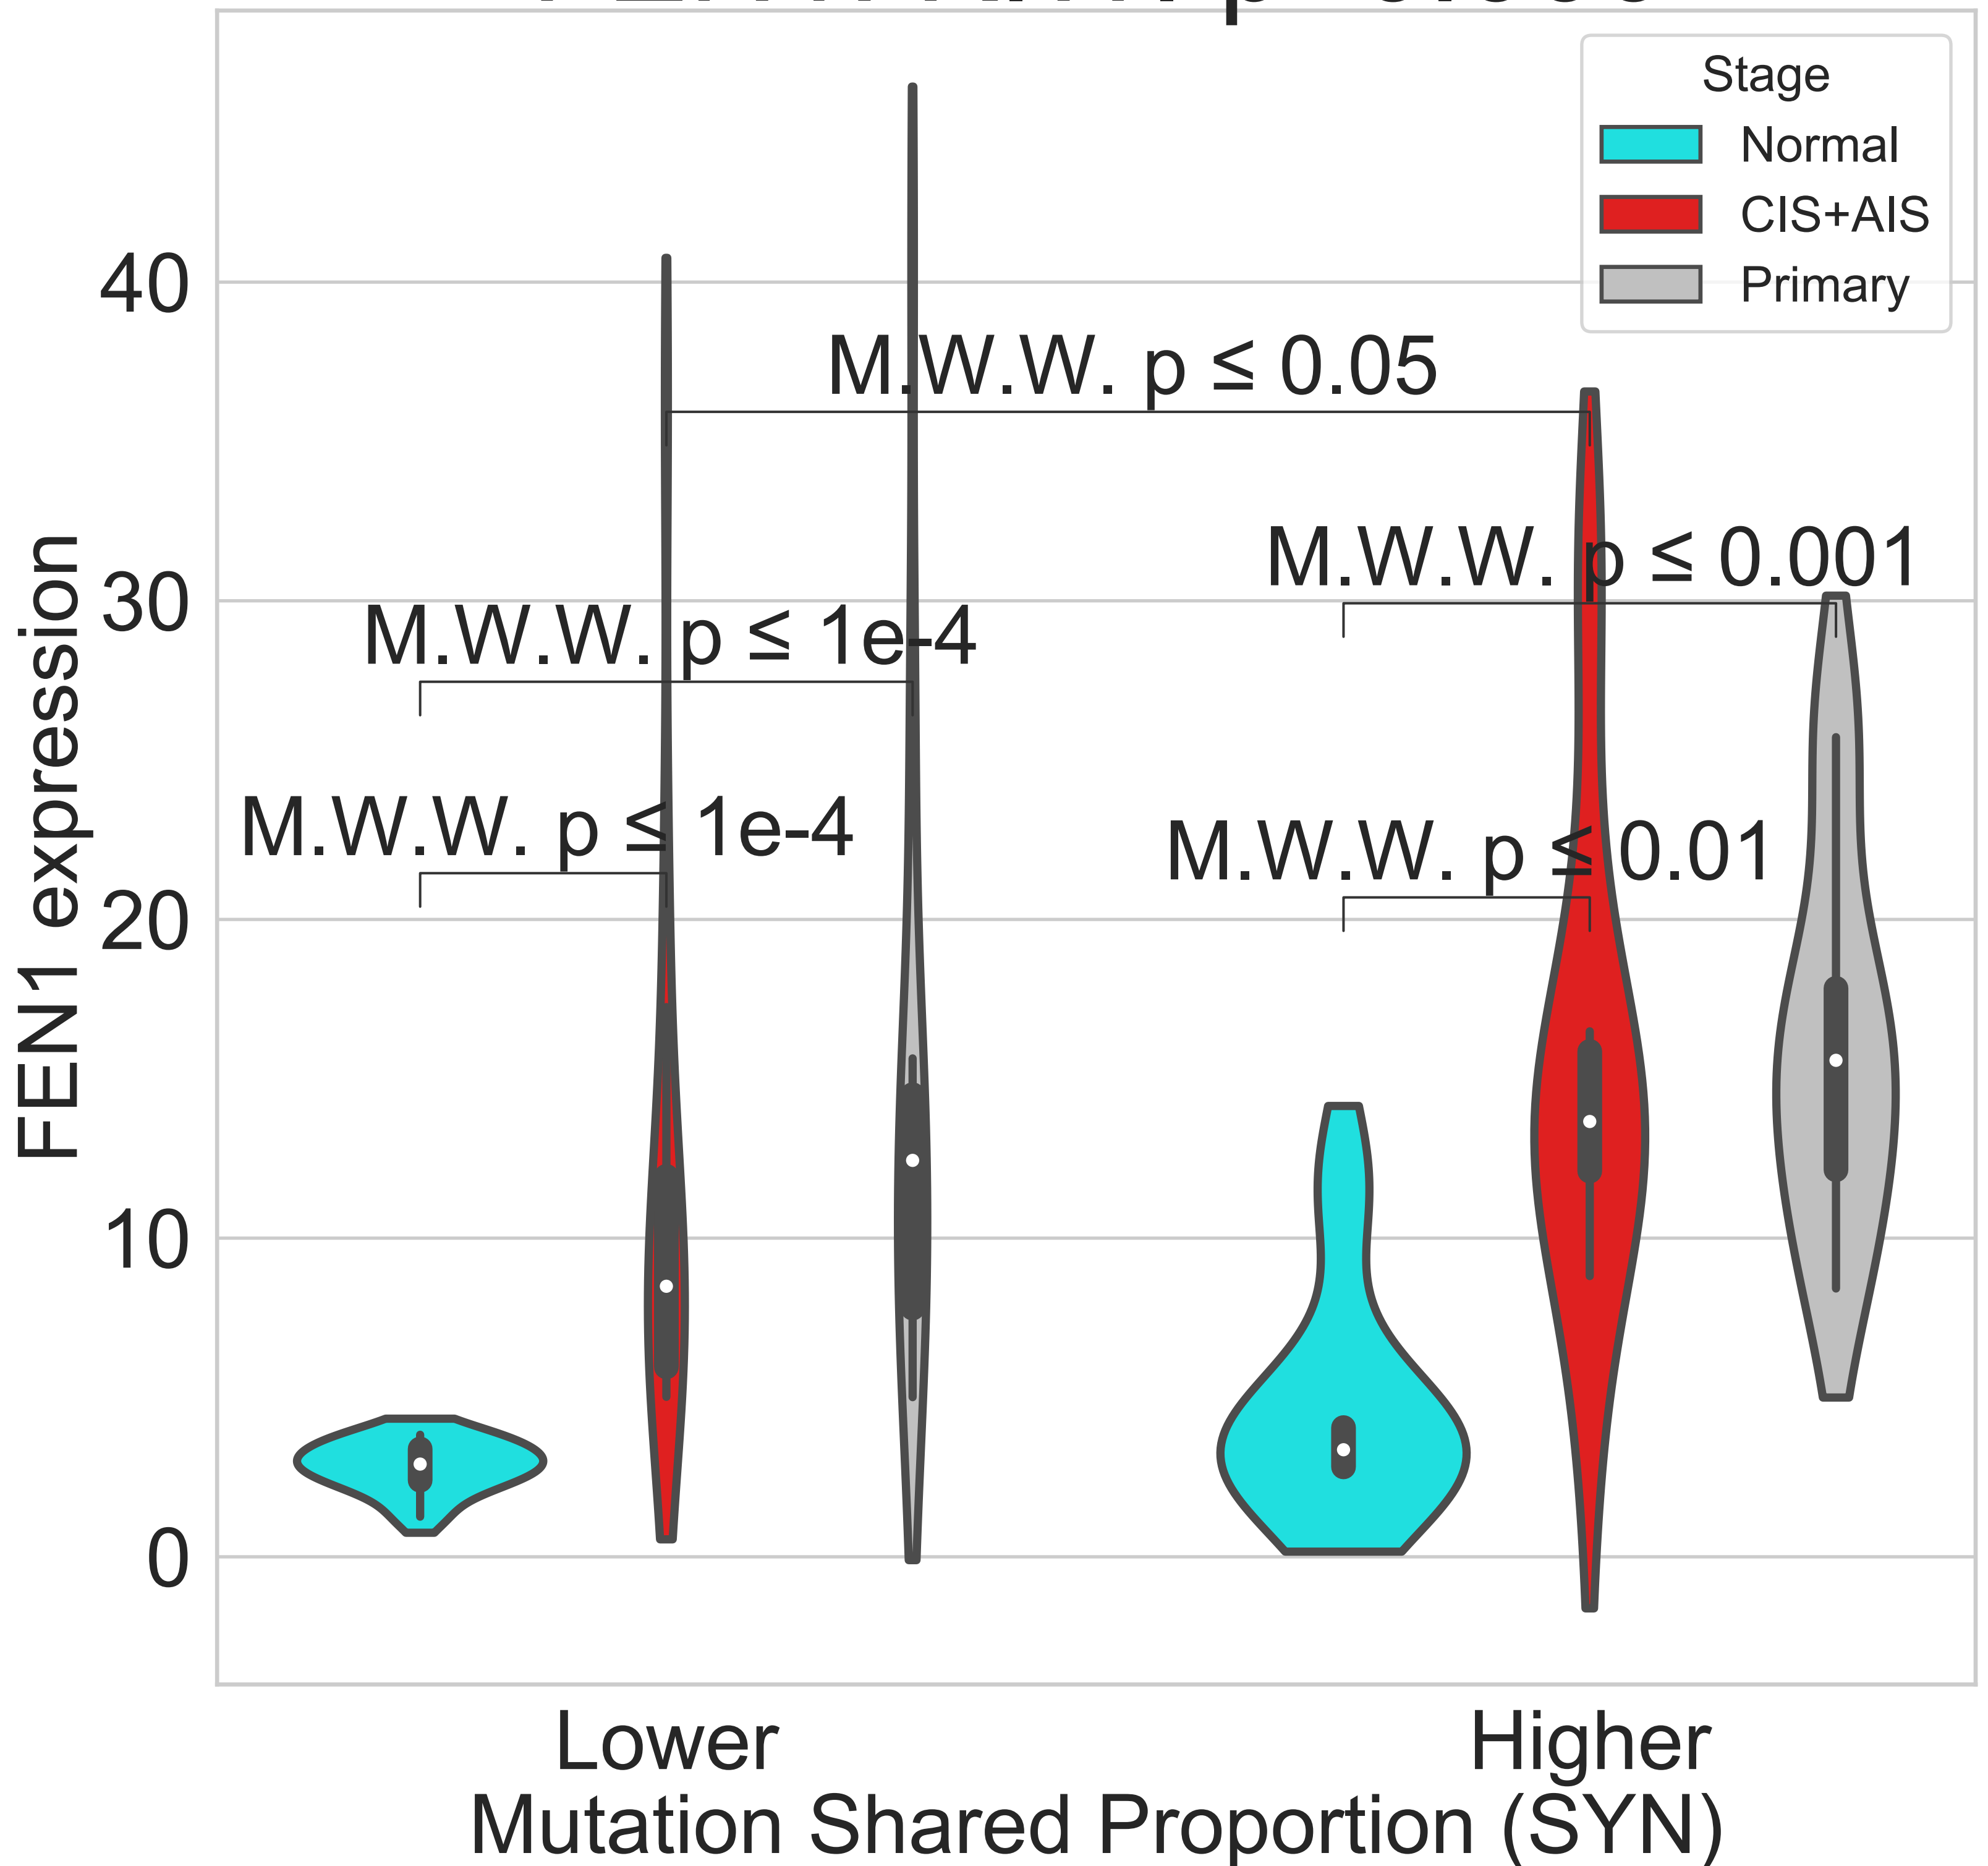 Stage
Normal
CIS+AIS
Primary
40
30
20
10
0
FEN1 expression
M.W.W. p ≤ 0.05
M.W.W. p ≤ 0.001
M.W.W. p ≤ 1e-4
M.W.W. p ≤ 1e-4
M.W.W. p ≤ 0.01
Lower
Higher
Mutation Shared Proportion (SYN)